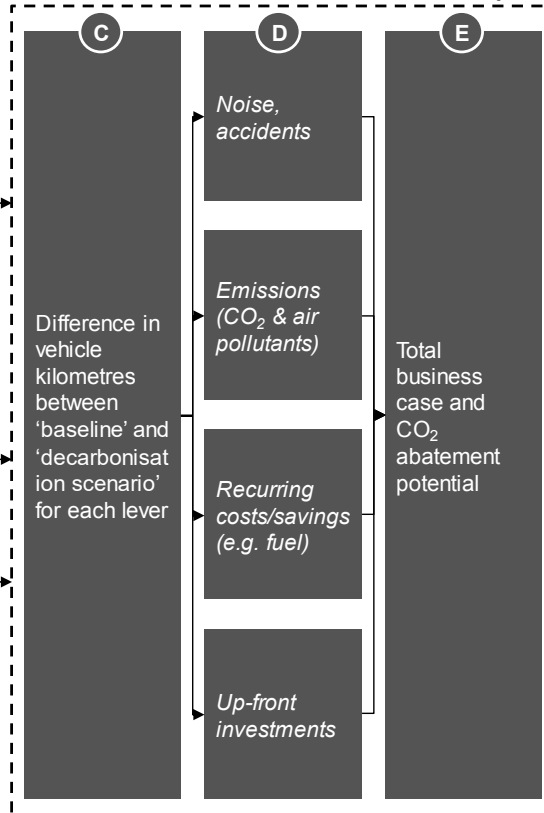 C
D
E
Difference in
vehicle
kilometres
between
‘baseline’ and
‘decarbonisat
ion scenario’
for each lever
Noise,
accidents
Emissions
(CO₂ & air
pollutants)
Recurring
costs/savings
(e.g. fuel)
Up-front
investments
Total
business
case and
CO₂
abatement
potential